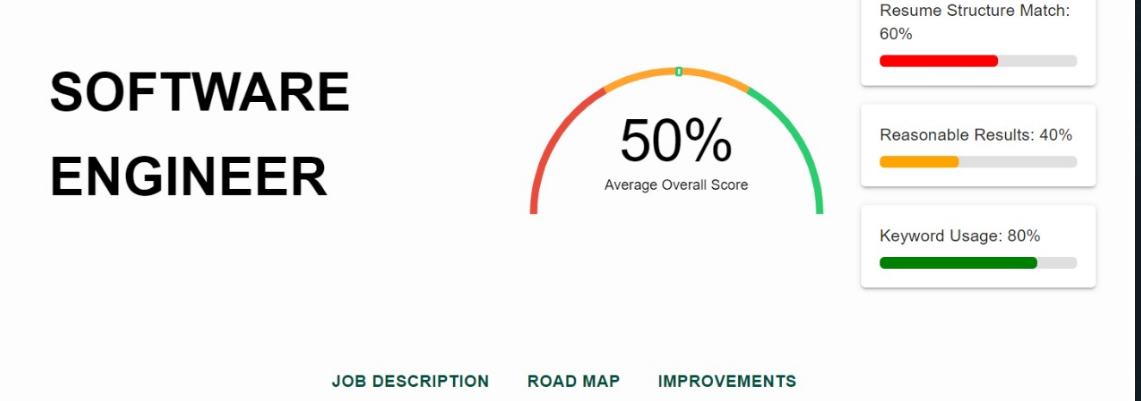 SOFTWARE
ENGINEER
50%
Average Overall Score
Resume Structure Match:
60%
Reasonable Results: 40%
Keyword Usage: 80%
JOB DESCRIPTION
ROAD MAP
IMPROVEMENTS